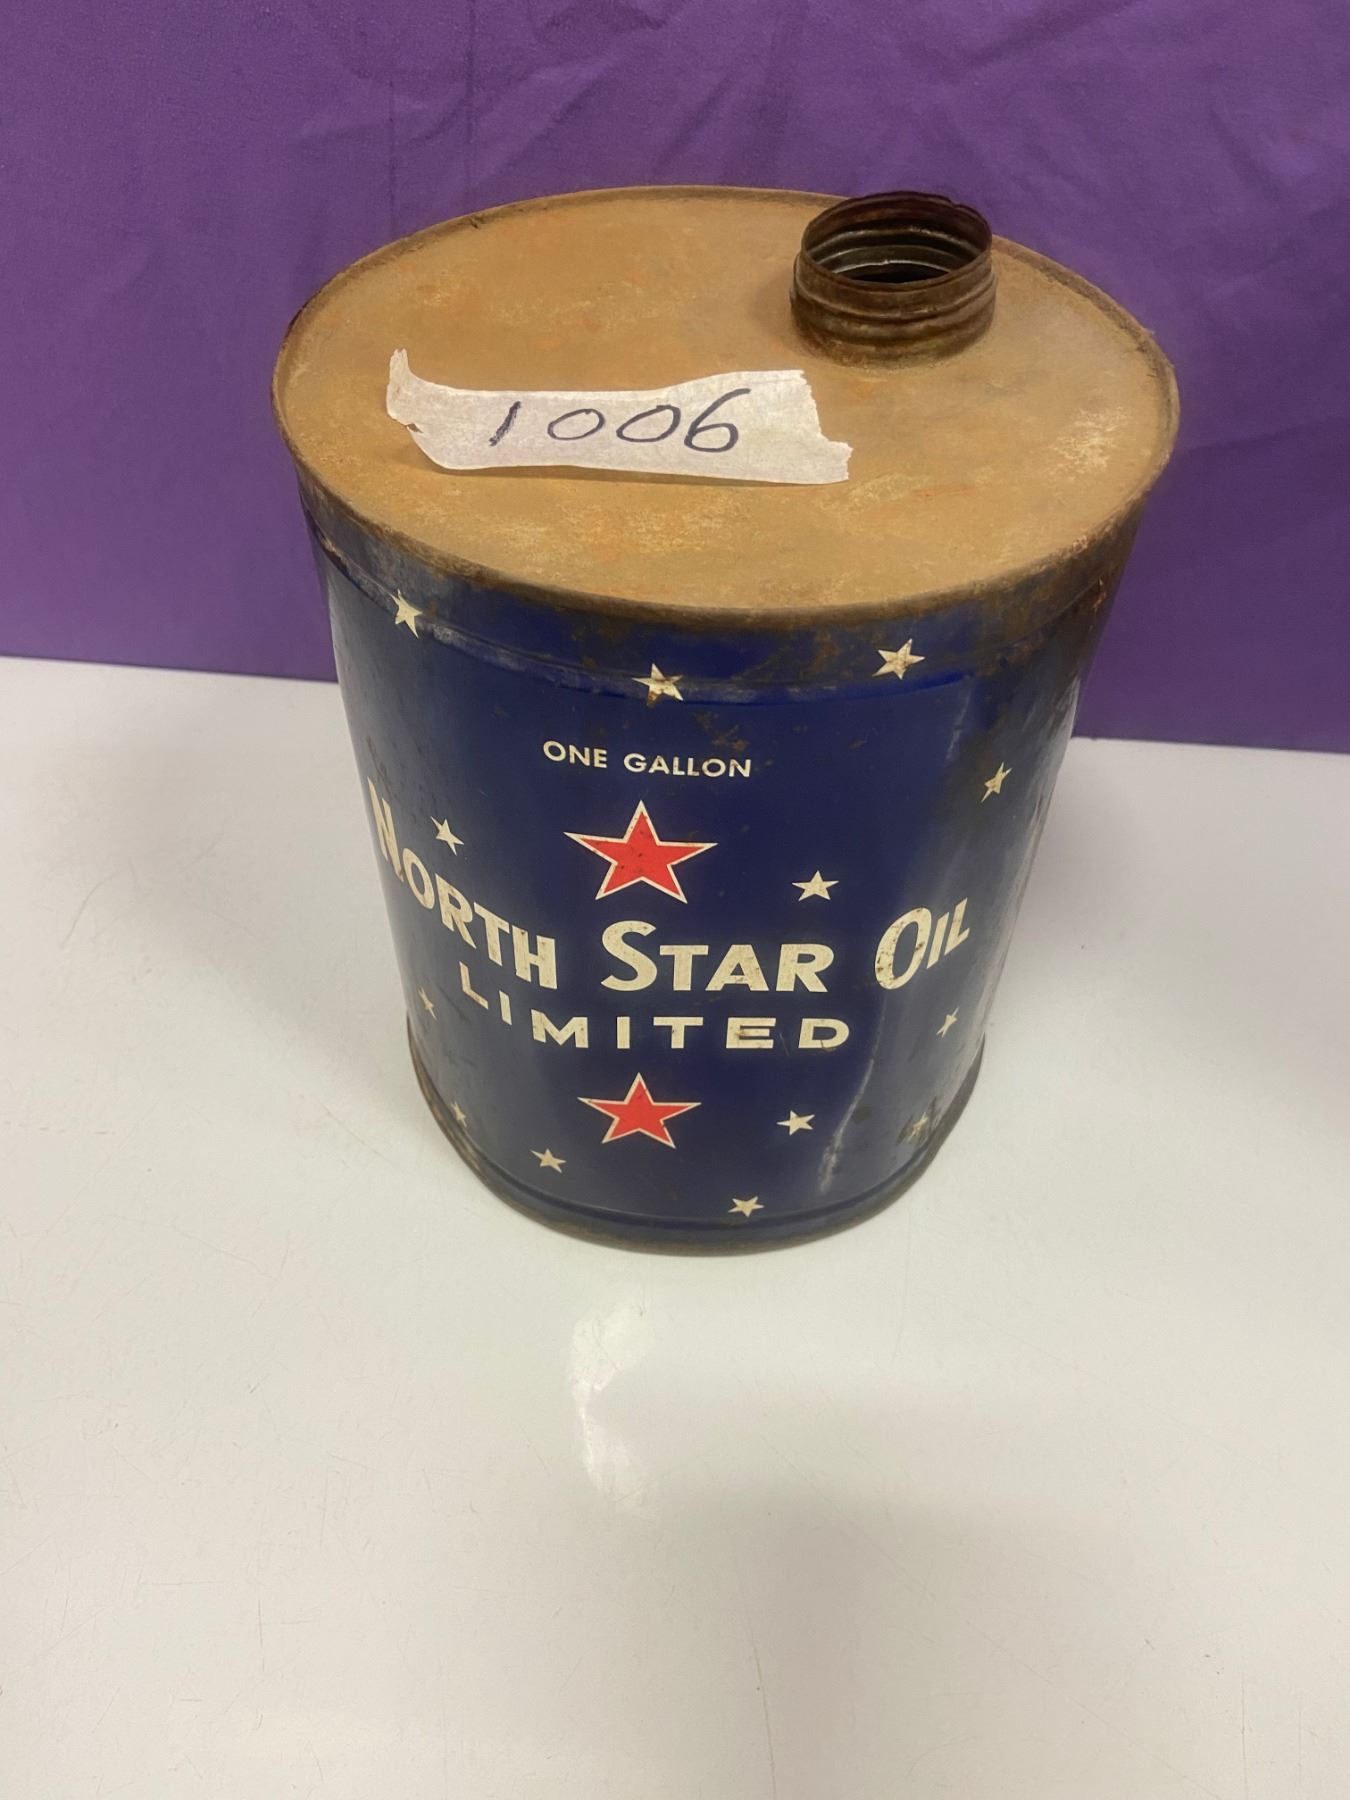 1006
ONE GALLON
NORTH STAR OIL
LIMITED